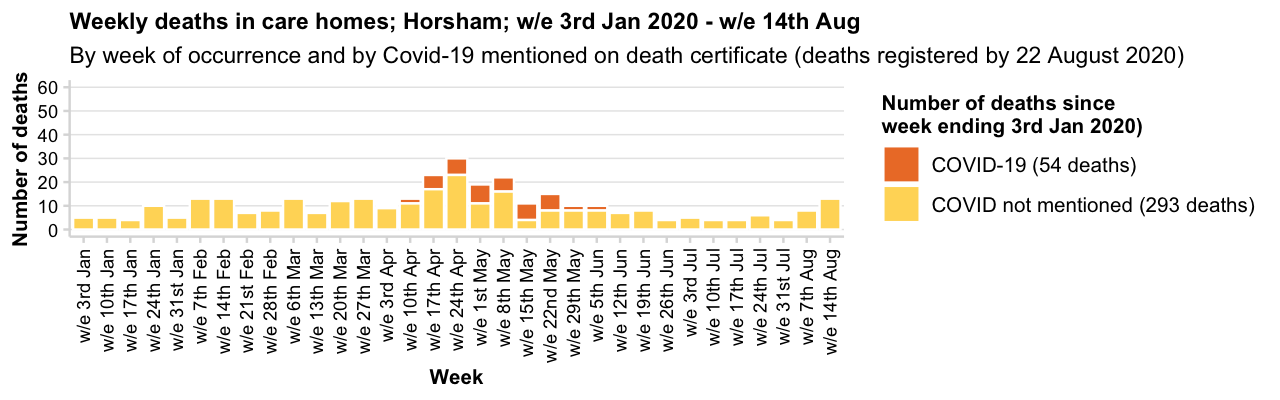 Weekly deaths in care homes; Horsham; w/e 3rd Jan 2020 - w/e 14th Aug
By week of occurrence and by Covid-19 mentioned on death certificate (deaths registered by 22 August 2020)
Number of deaths
60
50
40
30
20
10
0
w/e 3rd Jan
w/e 10th Jan
w/e 17th Jan
w/e 24th Jan
w/e 31st Jan
w/e 7th Feb
w/e 14th Feb
w/e 21st Feb
w/e 28th Feb
w/e 6th Mar
w/e 13th Mar
w/e 20th Mar
w/e 27th Mar
w/e 3rd Apr
w/e 10th Apr
w/e 17th Apr
w/e 24th Apr
w/e 1st May
w/e 8th May
w/e 15th May
w/e 22nd May
w/e 29th May
w/e 5th Jun
w/e 12th Jun
w/e 19th Jun
w/e 26th Jun
w/e 3rd Jul
w/e 10th Jul
w/e 17th Jul
w/e 24th Jul
w/e 31st Jul
w/e 7th Aug
w/e 14th Aug
Week
Number of deaths since
week ending 3rd Jan 2020)
COVID-19 (54 deaths)
COVID not mentioned (293 deaths)